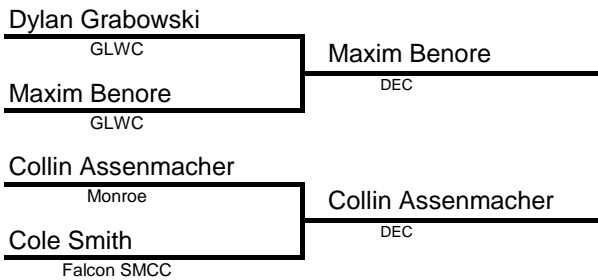 Dylan Grabowski
GLWC
Maxim Benore
DEC
Maxim Benore
GLWC
Collin Assenmacher
Monroe
Collin Assenmacher
DEC
Cole Smith
Falcon SMCC